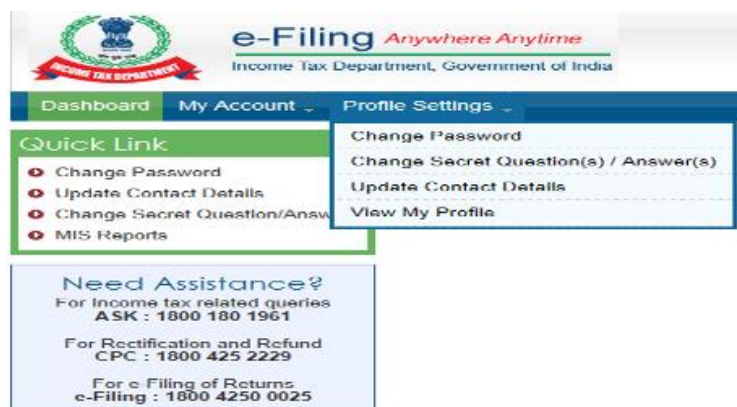 INCOME TAX DEPARTMENT
e-Filing Anywhere Anytime
Income Tax Department, Government of India
Dashboard My Account Profile Settings
Quick Link
Change Password
Update Contact Details
Change Secret Question/Answ
MIS Reports
Change Password
Change Secret Question(s) / Answer(s)
Update Contact Details
View My Profile
Need Assistance?
For Income tax related queries
ASK : 1800 180 1961
For Rectification and Refund
CPC : 1800 425 2229
For e-Filing of Returns
e-Filing : 1800 4250 0025